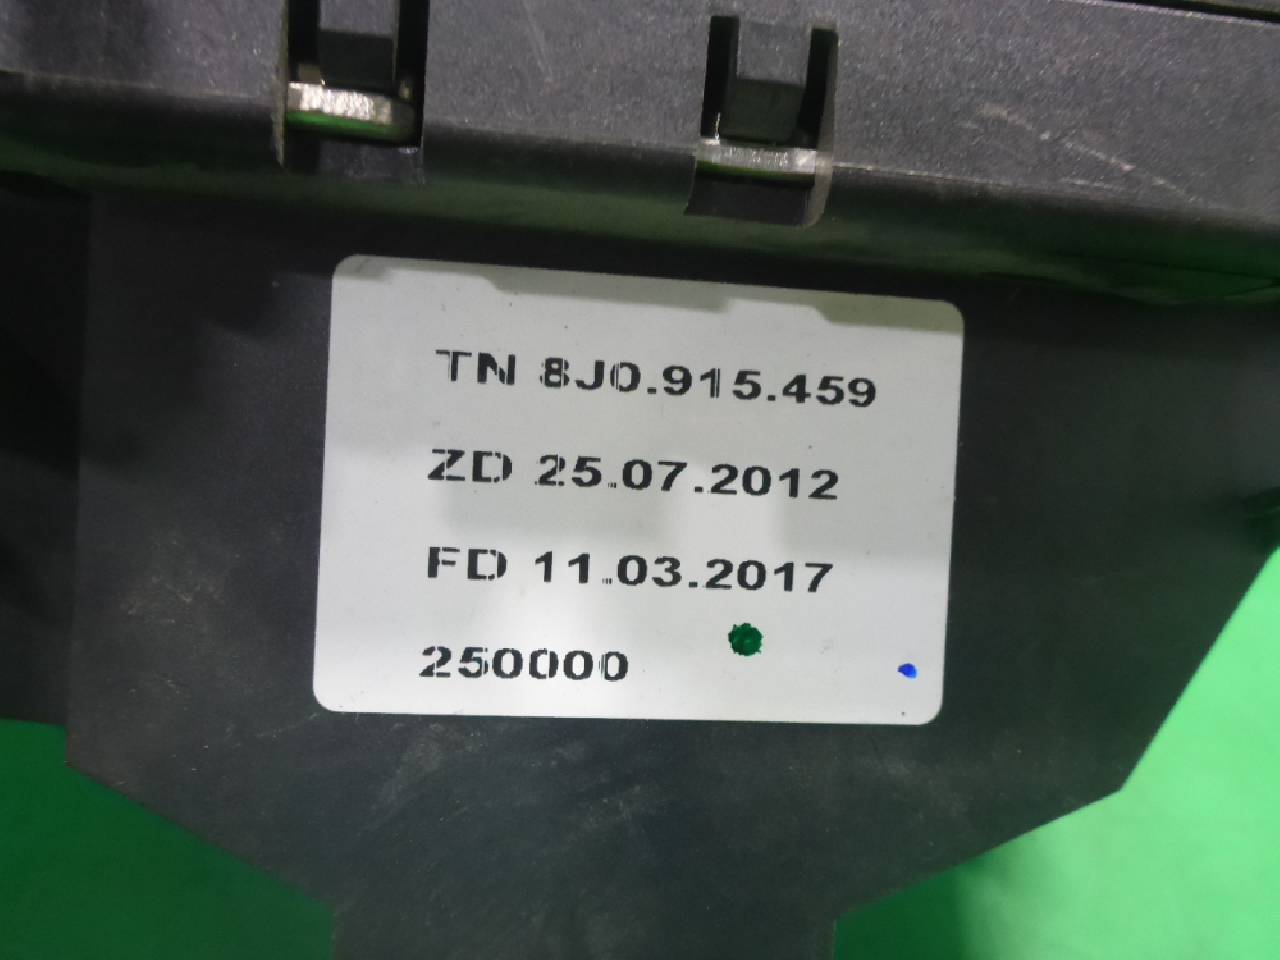 TN 8J0.915.459
ZD 25.07.2012
FD 11.03.2017
250000